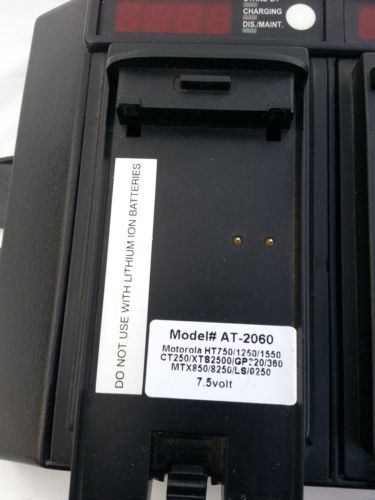 CHARGING
DIS./MAINT.
DO NOT USE WITH LITHIUM ION BATTERIES
Model# AT-2060
Motorola HT750/1250/1550
CT250/XTS2500/GP320/360
MTX850/8250/LS/9250
7.5volt